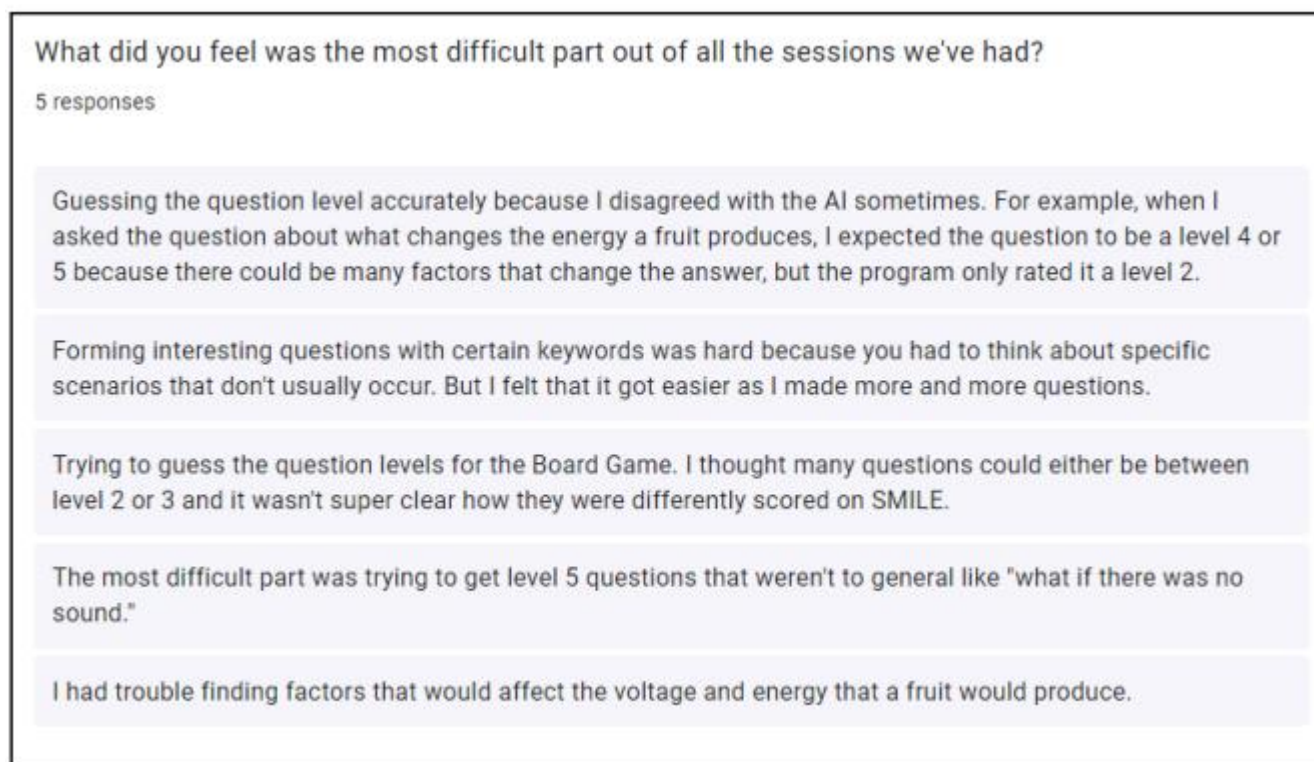 What did you feel was the most difficult part out of all the sessions we've had?
5 responses
Guessing the question level accurately because I disagreed with the AI sometimes. For example, when I
asked the question about what changes the energy a fruit produces, I expected the question to be a level 4 or
5 because there could be many factors that change the answer, but the program only rated it a level 2.
Forming interesting questions with certain keywords was hard because you had to think about specific
scenarios that don't usually occur. But I felt that it got easier as I made more and more questions.
Trying to guess the question levels for the Board Game. I thought many questions could either be between
level 2 or 3 and it wasn't super clear how they were differently scored on SMILE.
The most difficult part was trying to get level 5 questions that weren't to general like "what if there was no
sound."
I had trouble finding factors that would affect the voltage and energy that a fruit would produce.